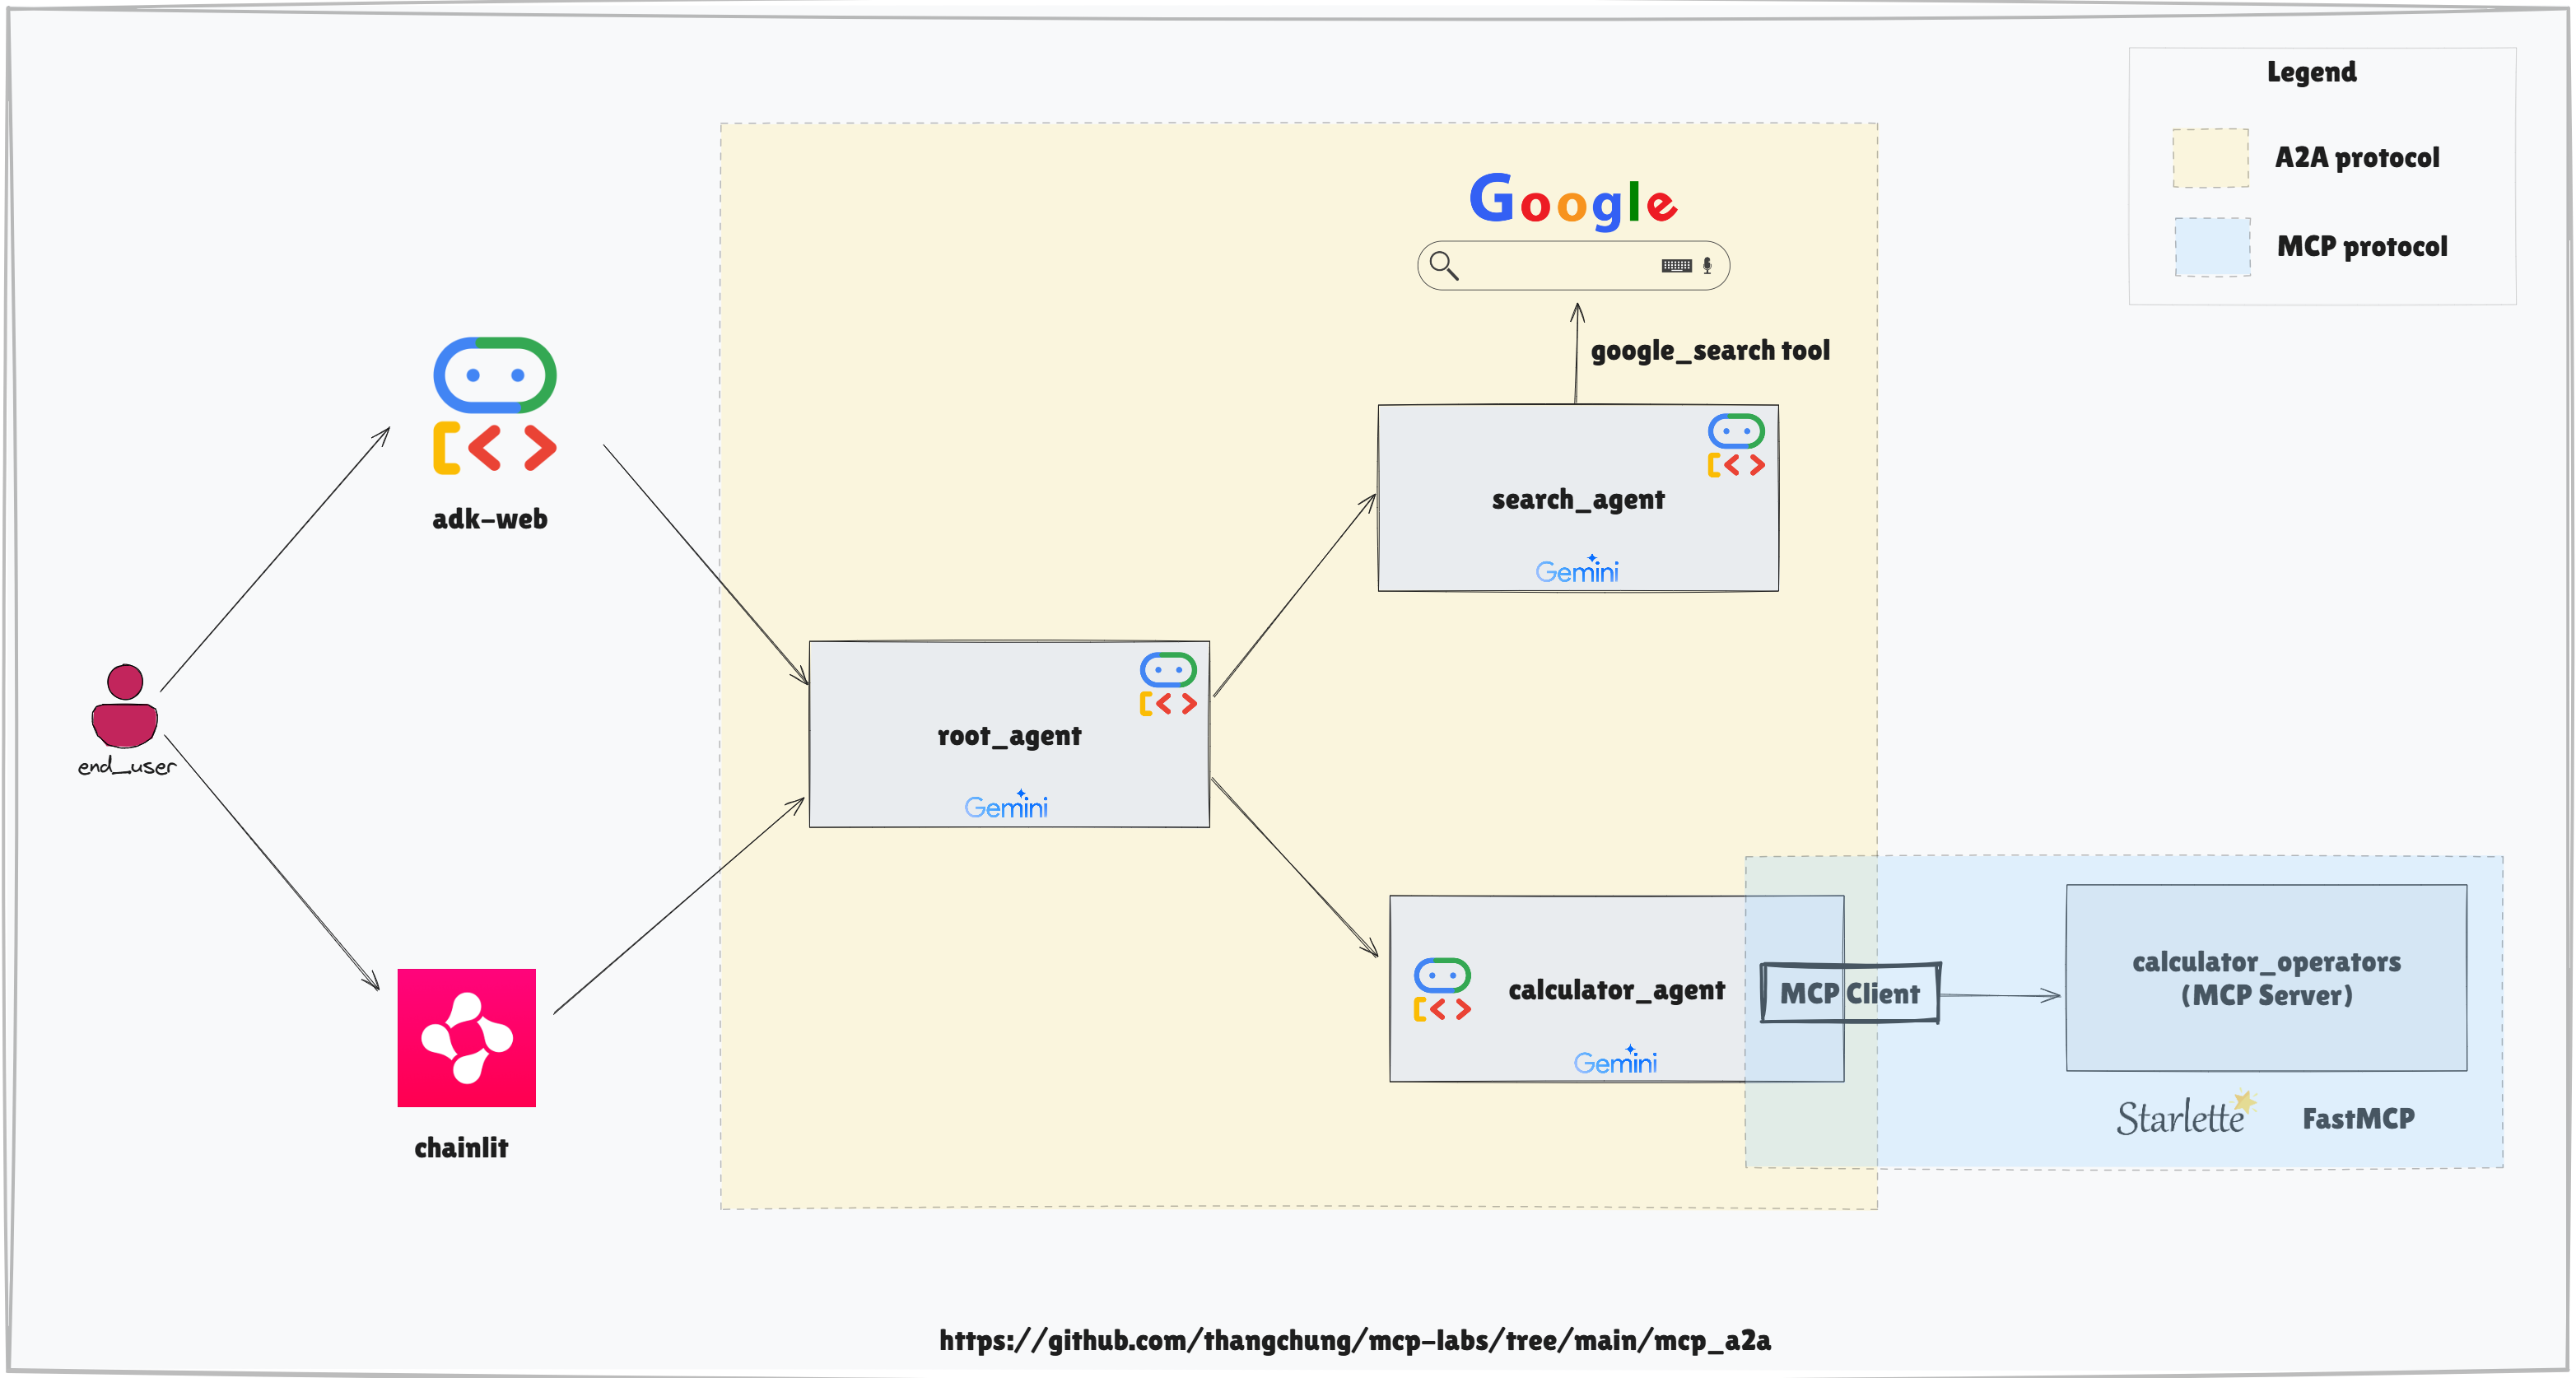 Legend
A2A protocol
MCP protocol
Google
google_search tool
search_agent
Gemini
adk-web
root_agent
Gemini
end_user
calculator_agent
Gemini
MCP Client
calculator_operators
(MCP Server)
Starlette
FastMCP
chainlit
https://github.com/thangchung/mcp-labs/tree/main/mcp_a2a